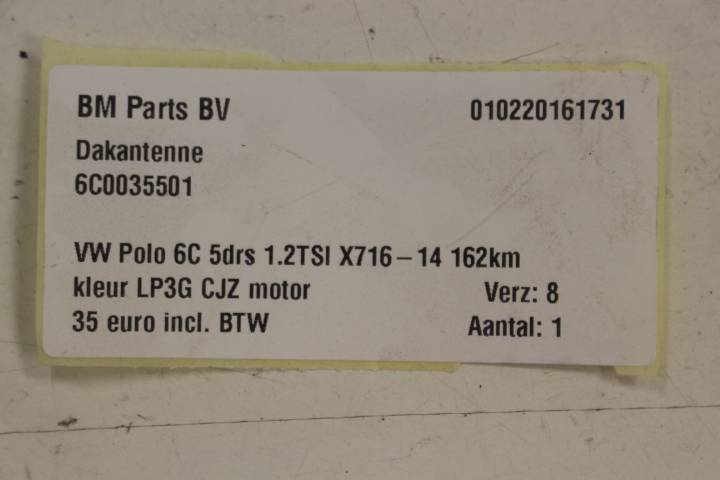 BM Parts BV 010220161731
Dakantenne
6C0035501
VW Polo 6C 5drs 1.2TSI X716-14 162km
kleur LP3G CJZ motor Verz: 8
35 euro incl. BTW Aantal: 1